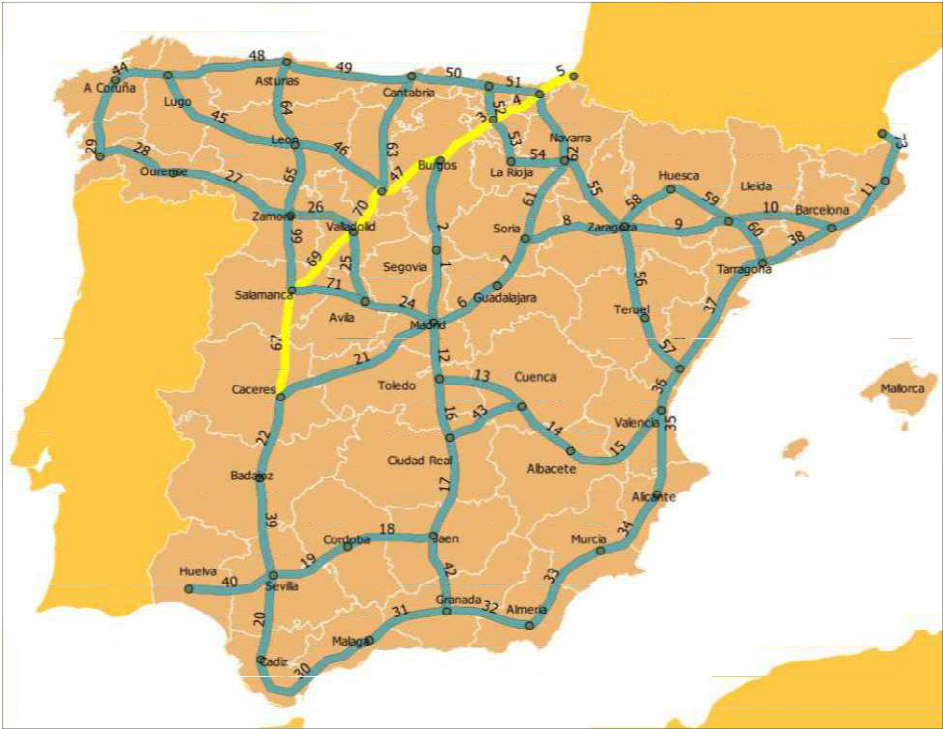 48
49
50
51
5
44
A Coruña
Asturias
Cantabria
4
52
3
73
Lugo
64
45
46
63
53
Navarra
62
29
28
Leon
54
La Rioja
Ourense
27
65
47
Burgos
55
Huesca
58
59
Lleida
11
Zamora
26
70
Valladolid
61
Soria
8
Zaragoza
9
10
Barcelona
66
69
25
2
Segovia
1
7
60
38
Tarragona
Salamanca
71
Avila
24
Madrid
6
Guadalajara
56
Teruel
37
67
21
12
57
Caceres
Toledo
13
Cuenca
36
Mallorca
22
16
43
14
15
Valencia
35
Badajoz
Ciudad Real
Albacete
17
Alicante
39
18
34
Cordoba
Jaen
Murcia
19
Huelva
40
Sevilla
42
33
20
31
Granada
32
Almeria
Malaga
Cadiz
30